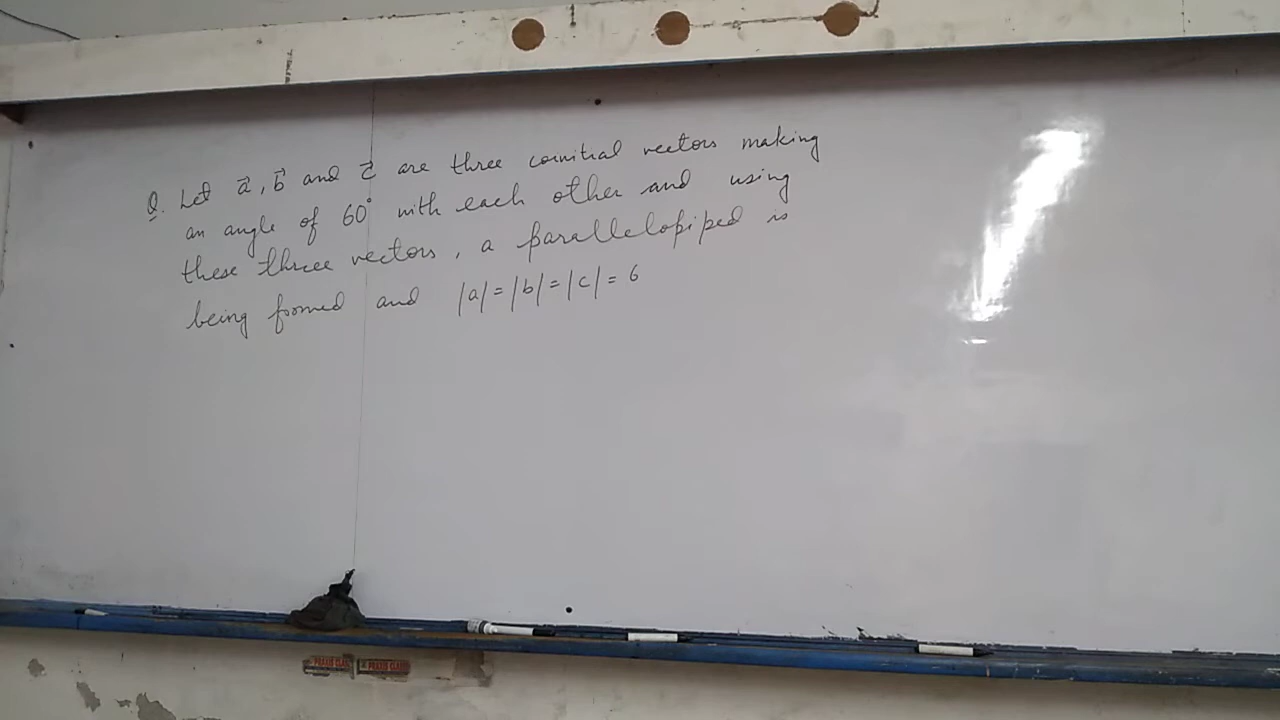 Q. Let a⃗, b⃗ and c⃗ are three coinitial vectors making
an angle of 60° with each other and using
these three vectors, a parallelopiped is
being formed and |a| = |b| = |c| = 6